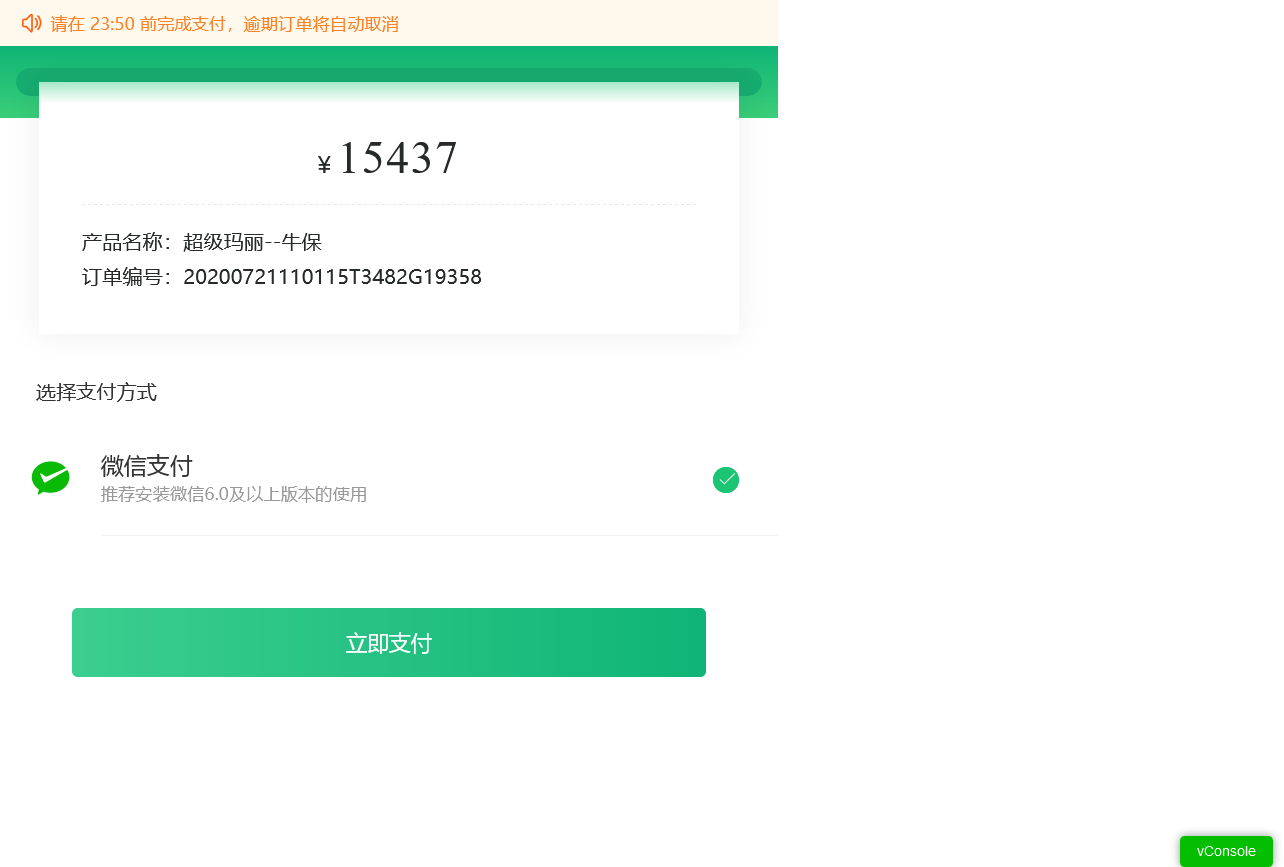 请在 23:50 前完成支付，逾期订单将自动取消
¥ 15437
产品名称：超级玛丽--牛保
订单编号：20200721110115T3482G19358
选择支付方式
微信支付
推荐安装微信6.0及以上版本的使用
立即支付
vConsole